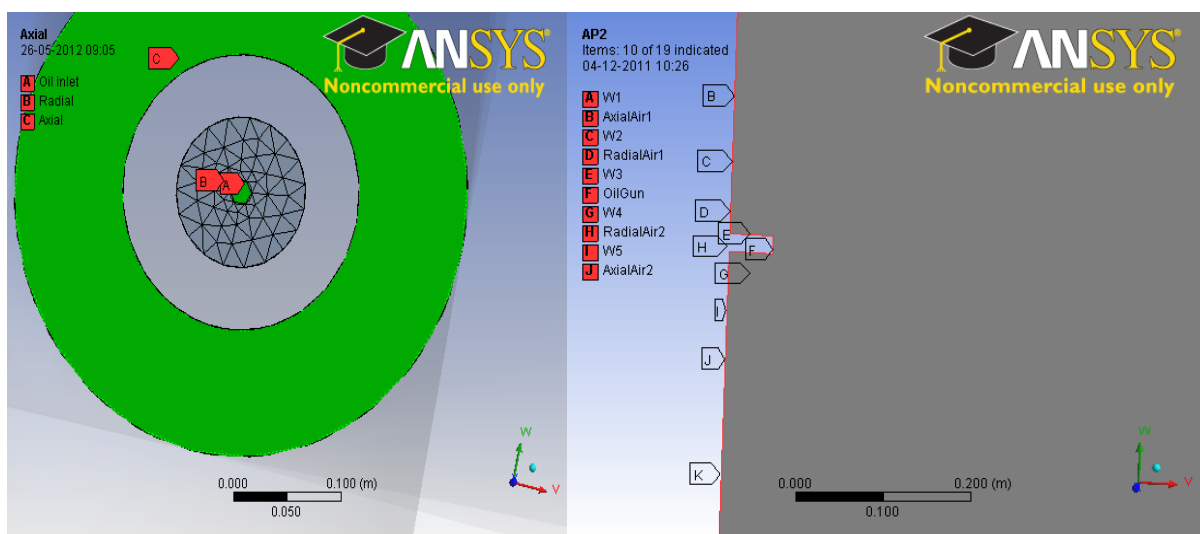 Axial
26-05-2012 09:05
A Oil inlet
B Radial
C Axial
ANSYS
Noncommercial use only
C
B
A
W
V
0.000
0.100 (m)
0.050
AP2
Items: 10 of 19 indicated
04-12-2011 10:26
A W1
B AxialAir1
C W2
D RadialAir1
E W3
F OilGun
G W4
H RadialAir2
I W5
J AxialAir2
ANSYS
Noncommercial use only
B
C
D
E
H
F
G
I
J
K
W
V
0.000
0.200 (m)
0.100